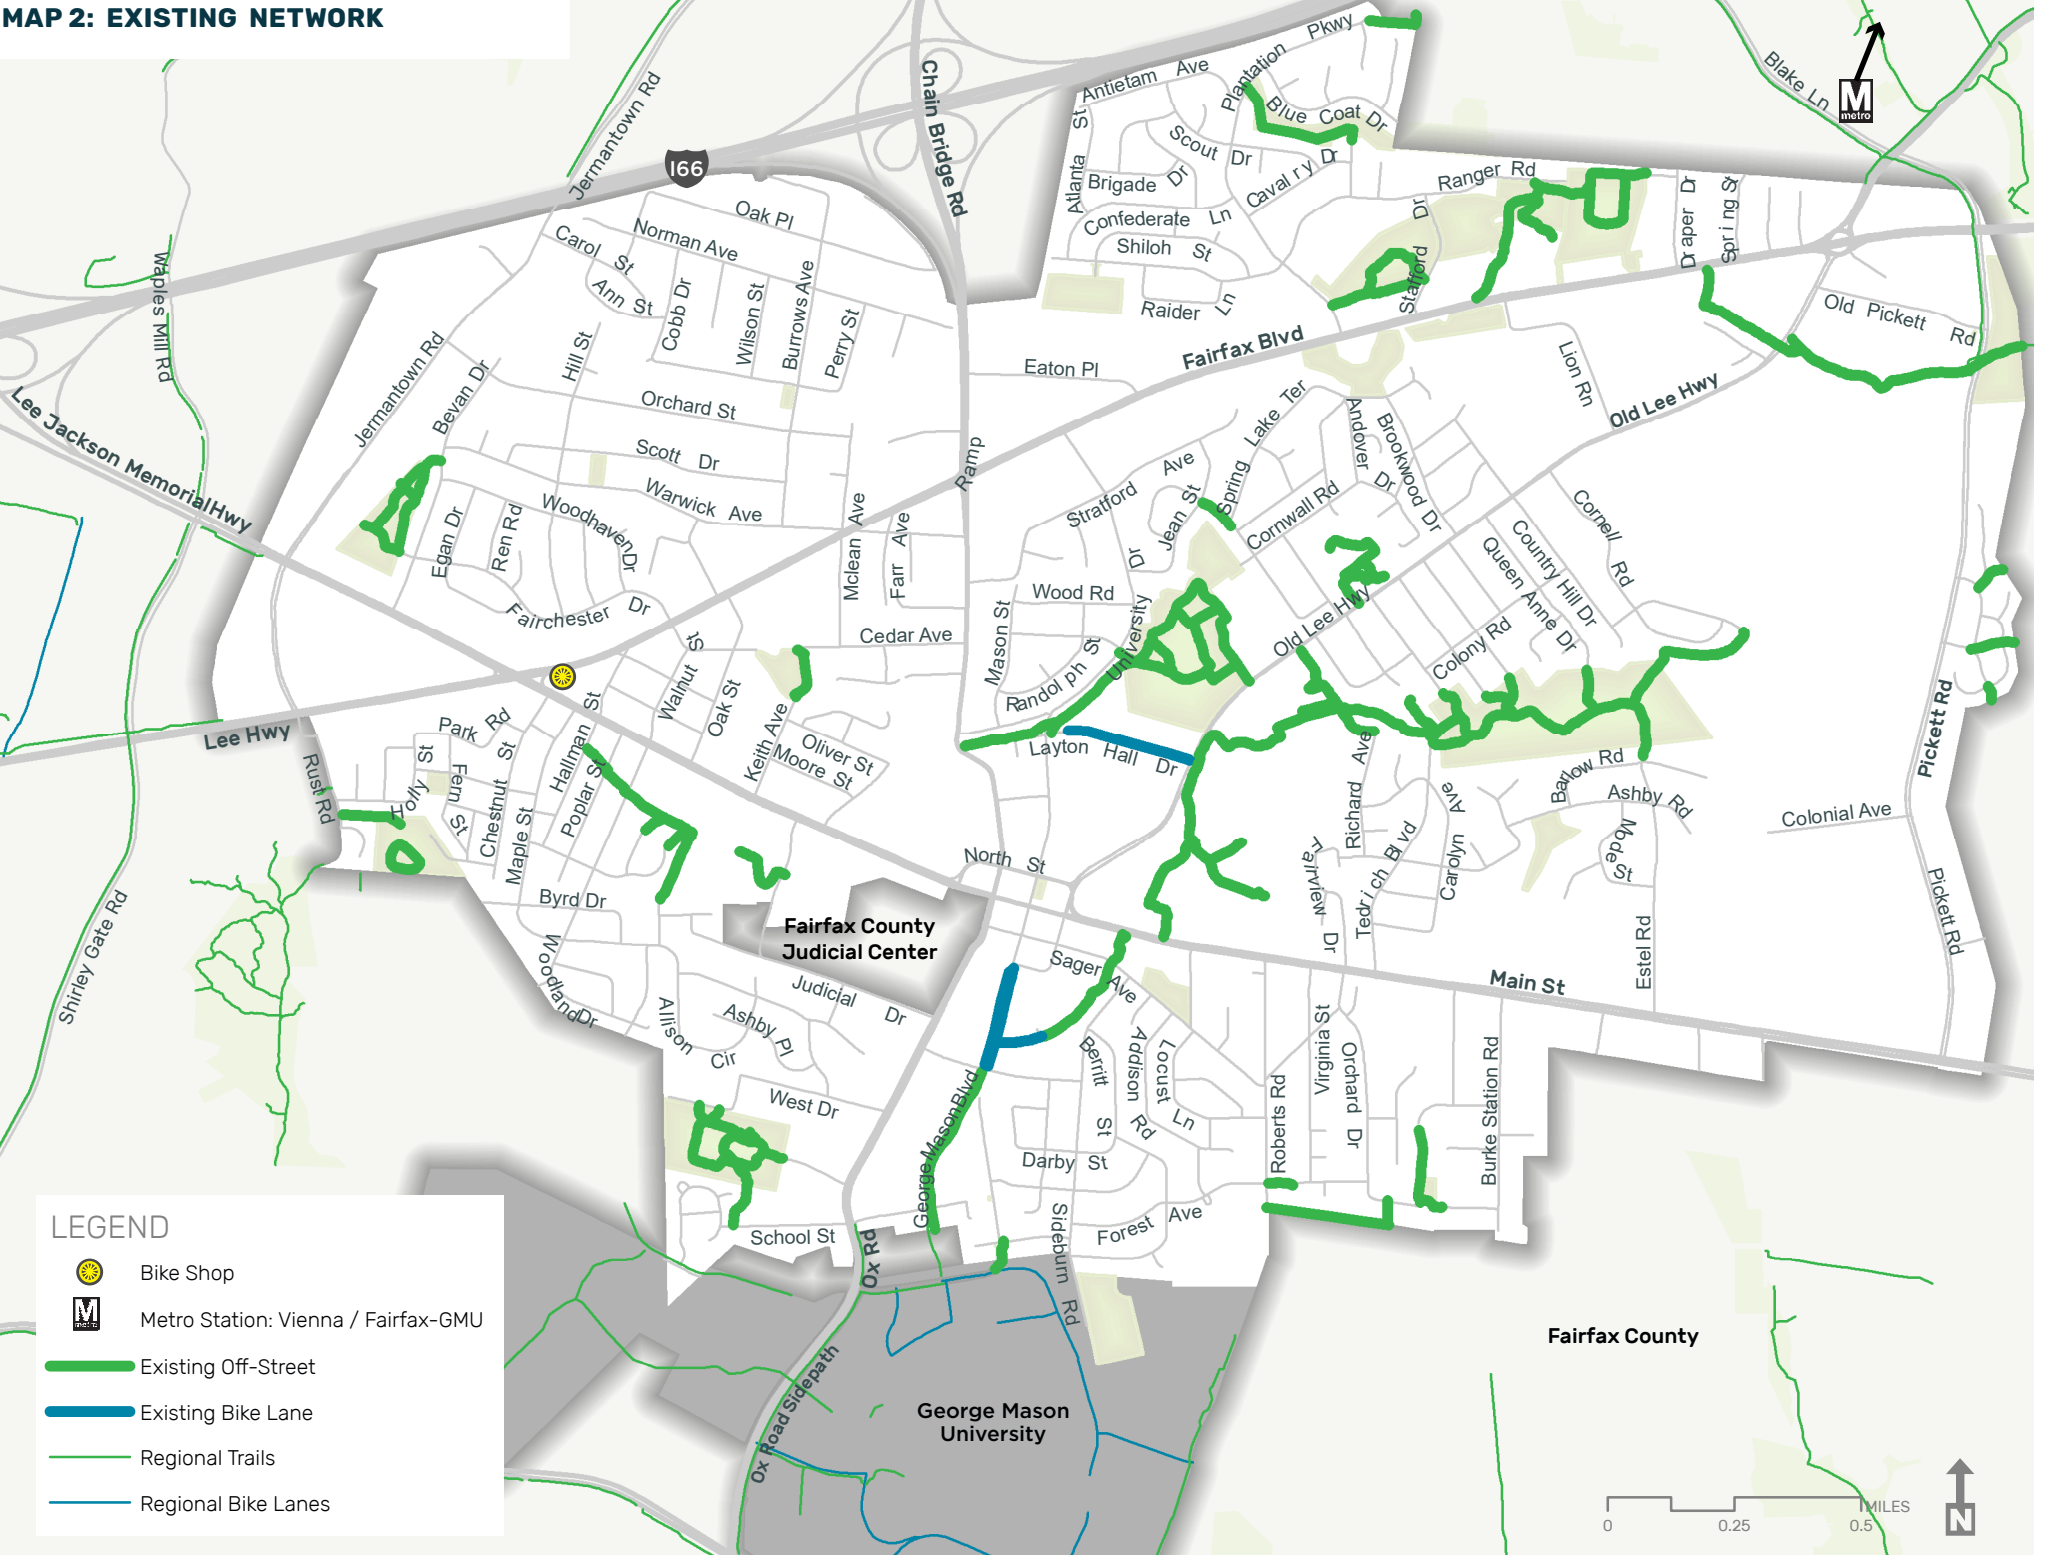 MAP 2: EXISTING NETWORK
Plantation Pkwy
Antietam Ave
Blue Coat Dr
Blake Ln
M
metro
Chain Bridge Rd
Jermantown Rd
I66
Atlanta St
Scout Dr
Cavalry Dr
Brigade Dr
Confederate Ln
Shiloh St
Raider Ln
Ranger Rd
Stafford Dr
Draper Dr
Spring St
Old Pickett Rd
Oak Pl
Norman Ave
Carol St
Ann St
Cobb Dr
Wilson St
Burrows Ave
Perry St
Hill St
Waples Mill Rd
Jermantown Rd
Bevan Dr
Orchard St
Scott Dr
Warwick Ave
Woodhaven Dr
Egan Dr
Ren Rd
Fairchester Dr
Lee Jackson Memorial Hwy
Eaton Pl
Fairfax Blvd
Lion Rn
Old Lee Hwy
Ramp
Mclean Ave
Farr Ave
Cedar Ave
Stratford Ave
Jean St
Spring Lake Ter
Andover Dr
Brookwood Dr
Cornwall Rd
Cornell Rd
Country Hill Dr
Queen Anne Dr
Colony Rd
Old Lee Hwy
Wood Rd
Mason St
Randolph St
University Dr
Layton Hall Dr
Lee Hwy
Rust Rd
Park Rd
Holly St
Fern St
Chestnut St
Maple St
Hallman St
Poplar St
Walnut St
Oak St
Keith Ave
Oliver St
Moore St
Richard Ave
Fairview Dr
Tedrich Blvd
Carolyn Ave
Barlow Rd
Ashby Rd
Mode St
Estel Rd
Colonial Ave
Pickett Rd
Pickett Rd
North St
Fairfax County
Judicial Center
Byrd Dr
Woodland Dr
Allison Cir
Ashby Pl
Judicial Dr
West Dr
School St
Shirley Gate Rd
Main St
Sager Ave
Berritt St
Addison Rd
Locust Ln
Darby St
Sideburn Rd
Forest Ave
Roberts Rd
Virginia St
Orchard Dr
Burke Station Rd
George Mason Blvd
Ox Rd
Ox Road Sidepath
George Mason
University
Fairfax County
LEGEND
Bike Shop
M
Metro Station: Vienna / Fairfax-GMU
Existing Off-Street
Existing Bike Lane
Regional Trails
Regional Bike Lanes
MILES
0 0.25 0.5
N